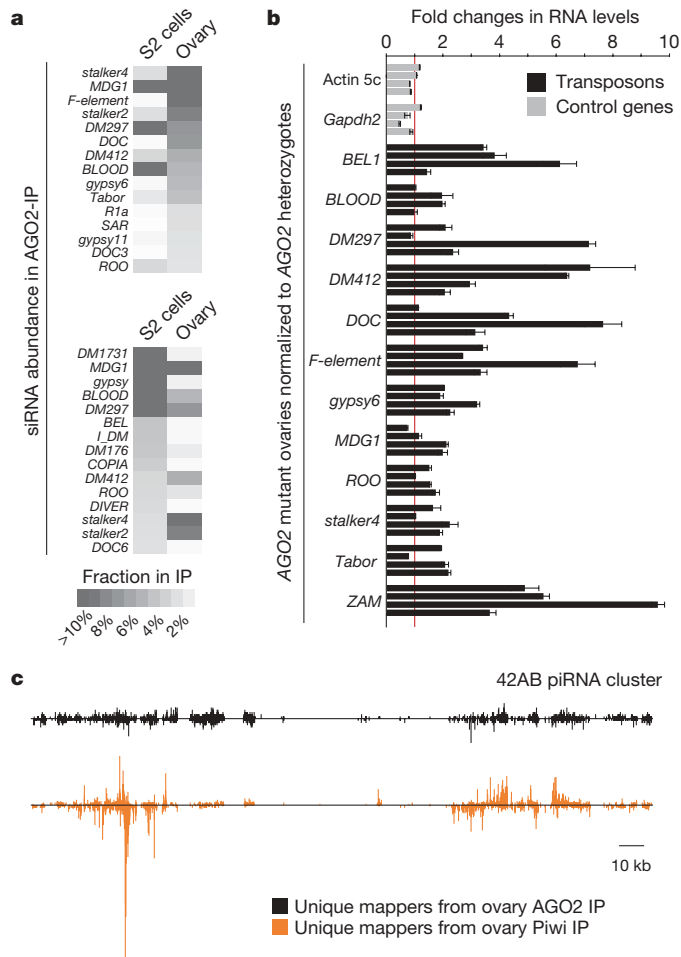 a
S2 cells
Ovary
siRNA abundance in AGO2-IP
stalker4
MDG1
F-element
stalker2
DM297
DOC
DM412
BLOOD
gypsy6
Tabor
R1a
SAR
gypsy11
DOC3
ROO
S2 cells
Ovary
DM1731
MDG1
gypsy
BLOOD
DM297
BEL
I_DM
DM176
COPIA
DM412
ROO
DIVER
stalker4
stalker2
DOC6
Fraction in IP
>10%
8%
6%
4%
2%
b
Fold changes in RNA levels
0 2 4 6 8 10
Transposons
Control genes
AGO2 mutant ovaries normalized to AGO2 heterozygotes
Actin 5c
Gapdh2
BEL1
BLOOD
DM297
DM412
DOC
F-element
gypsy6
MDG1
ROO
stalker4
Tabor
ZAM
c
42AB piRNA cluster
10 kb
Unique mappers from ovary AGO2 IP
Unique mappers from ovary Piwi IP